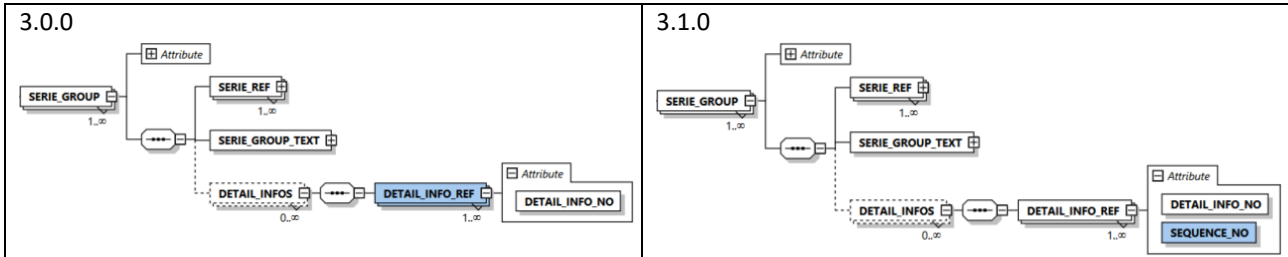 3.0.0
Attribute
SERIE_GROUP
1..∞
SERIE_REF
1..∞
SERIE_GROUP_TEXT
DETAIL_INFOS
0..∞
DETAIL_INFO_REF
1..∞
Attribute
DETAIL_INFO_NO
3.1.0
Attribute
SERIE_GROUP
1..∞
SERIE_REF
1..∞
SERIE_GROUP_TEXT
DETAIL_INFOS
0..∞
DETAIL_INFO_REF
1..∞
Attribute
DETAIL_INFO_NO
SEQUENCE_NO